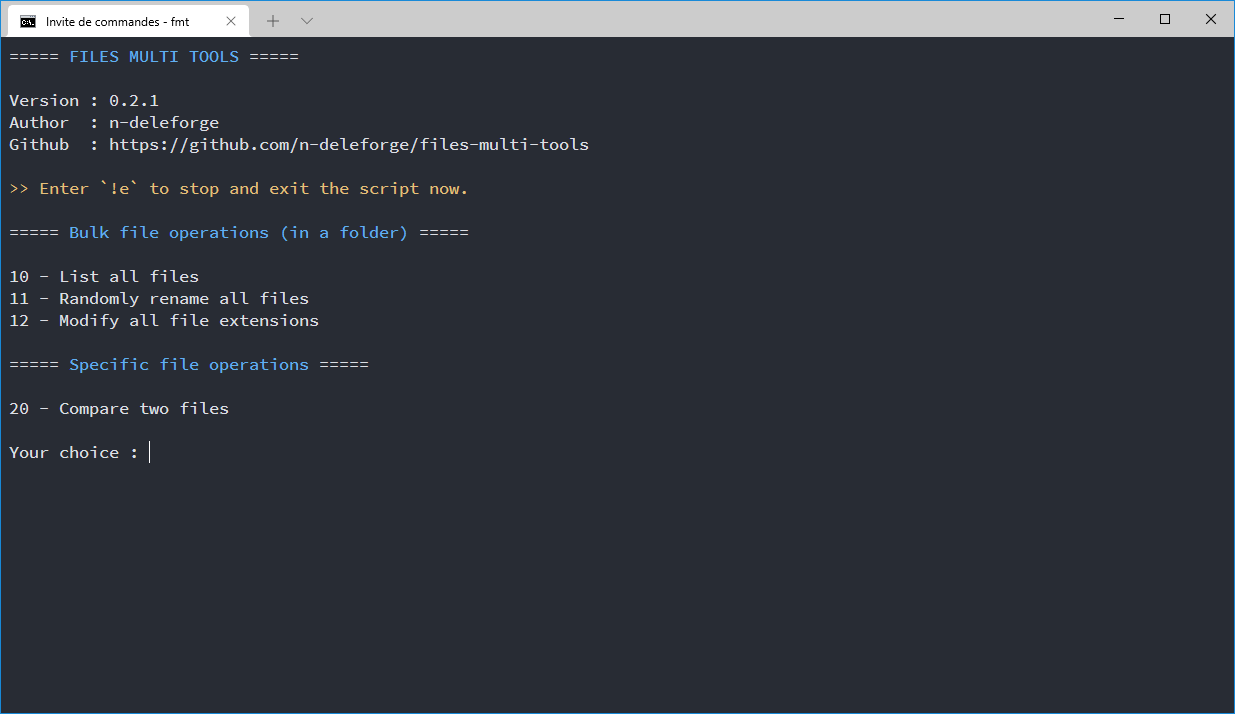 Invite de commandes - fmt
===== FILES MULTI TOOLS =====
Version : 0.2.1
Author  : n-deleforge
Github  : https://github.com/n-deleforge/files-multi-tools
>> Enter `!e` to stop and exit the script now.
===== Bulk file operations (in a folder) =====
10 - List all files
11 - Randomly rename all files
12 - Modify all file extensions
===== Specific file operations =====
20 - Compare two files
Your choice :